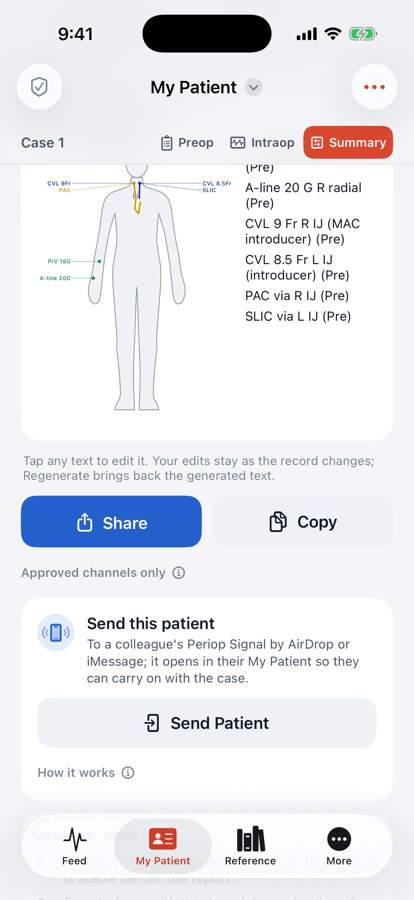 9:41
My Patient
Case 1
Preop
Intraop
Summary
CVL 9Fr
PAC
CVL 8.5Fr
SLIC
PIV 18G
A-line 20G
(Pre)
A-line 20 G R radial
(Pre)
CVL 9 Fr R IJ (MAC
introducer) (Pre)
CVL 8.5 Fr L IJ
(introducer) (Pre)
PAC via R IJ (Pre)
SLIC via L IJ (Pre)
Tap any text to edit it. Your edits stay as the record changes;
Regenerate brings back the generated text.
Share
Copy
Approved channels only
Send this patient
To a colleague's Periop Signal by AirDrop or
iMessage; it opens in their My Patient so they
can carry on with the case.
Send Patient
How it works
Feed
My Patient
Reference
More
is stable before the report.